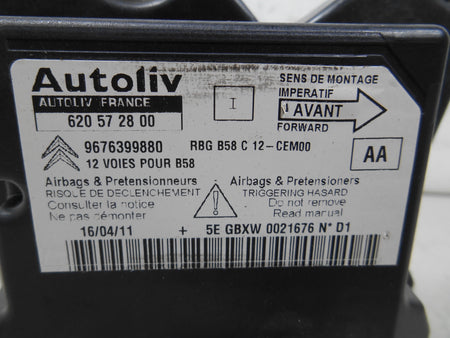 Autoliv
AUTOLIV FRANCE
620 57 28 00
I
SENS DE MONTAGE
IMPERATIF
AVANT
FORWARD
9676399880
RBG B58 C 12-CEM00
12 VOIES POUR B58
AA
Airbags & Pretensionneurs
RISQUE DE DECLENCHEMENT
Consulter la notice
Ne pas démonter
!
Airbags & Pretensioners
TRIGGERING HASARD
Do not remove
Read manual
16/04/11 + 5E GBXW 0021676 N° D1